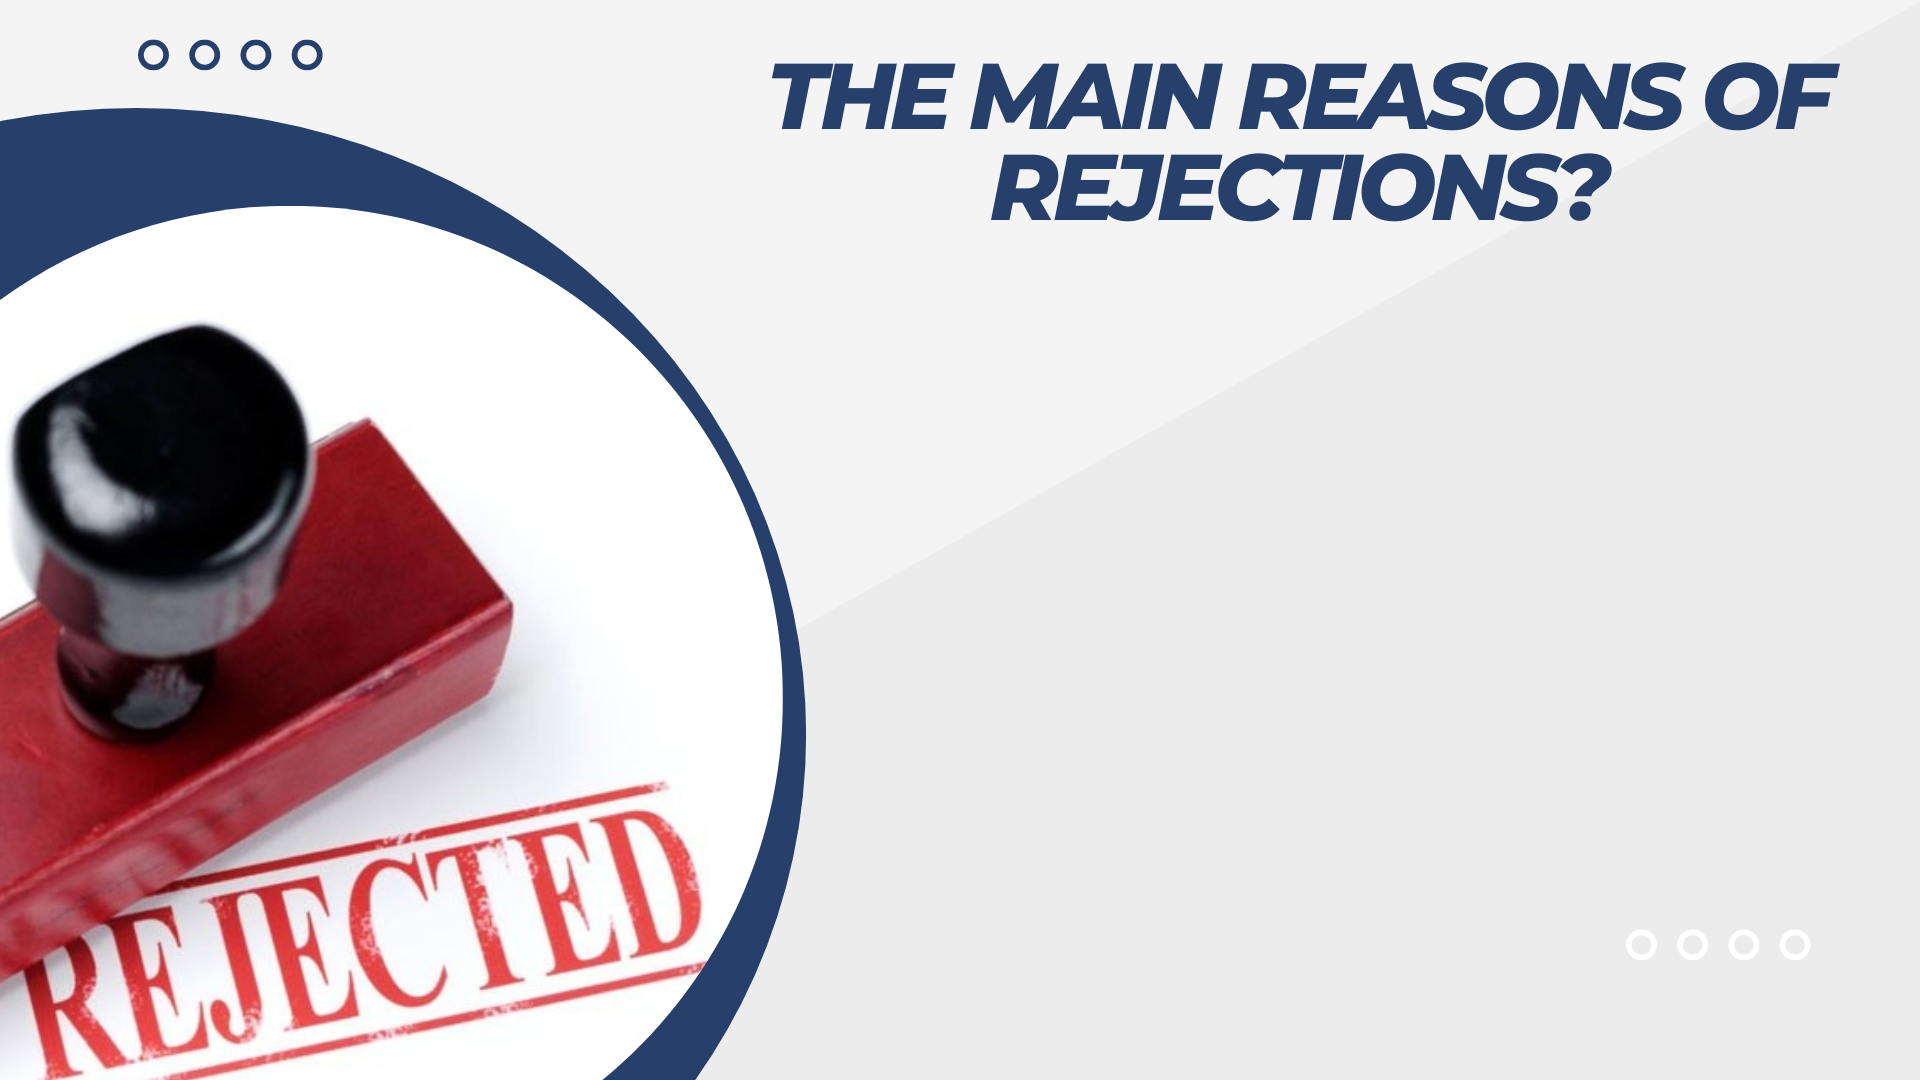 THE MAIN REASONS OF
REJECTIONS?
REJECTED